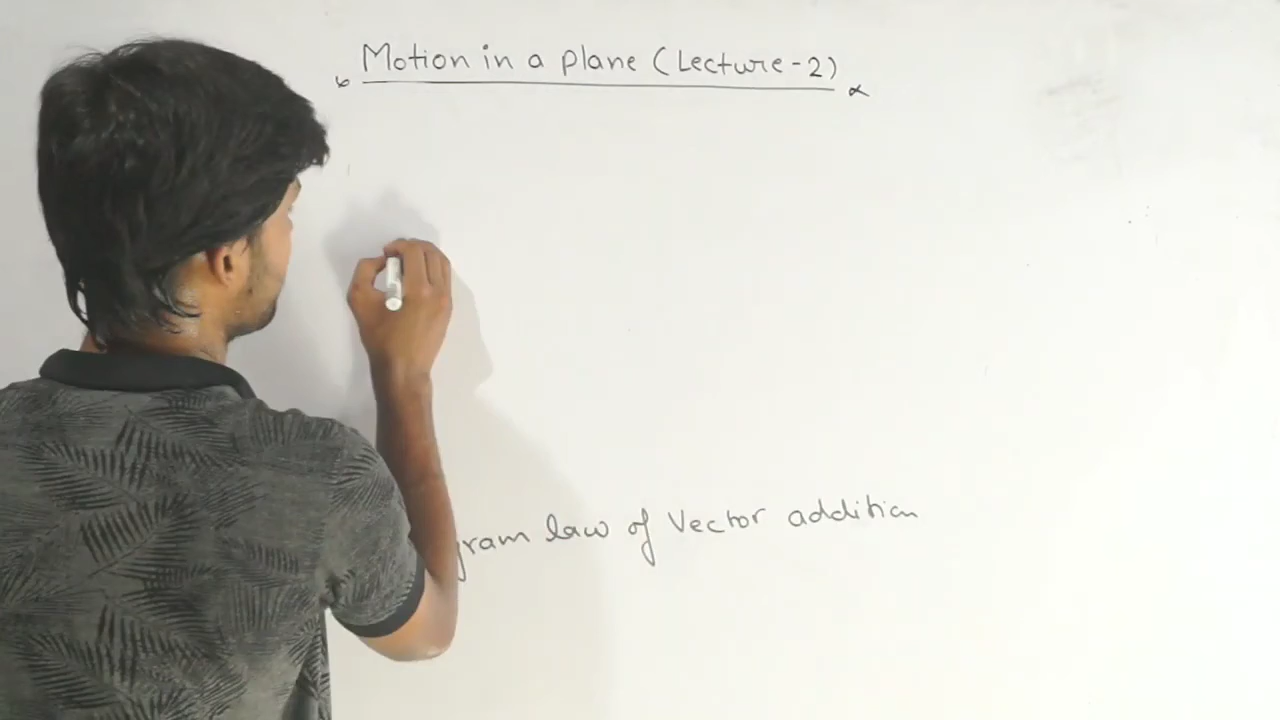 Motion in a plane (Lecture-2)
gram law of Vector addition